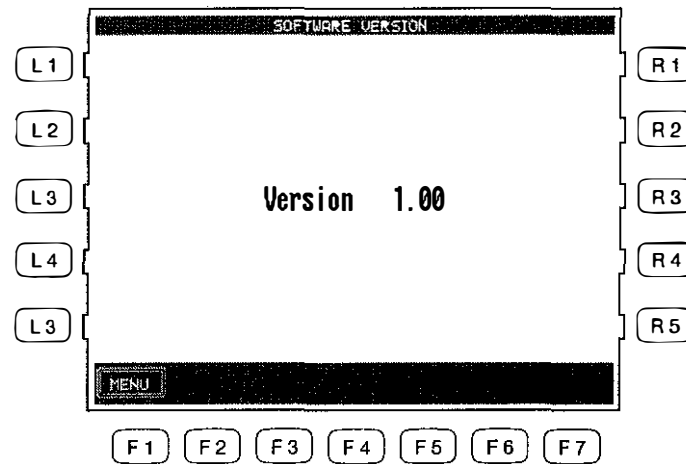 SOFTWARE VERSION
L1 R1
L2 R2
L3 Version 1.00 R3
L4 R4
L3 R5
MENU
F1 F2 F3 F4 F5 F6 F7